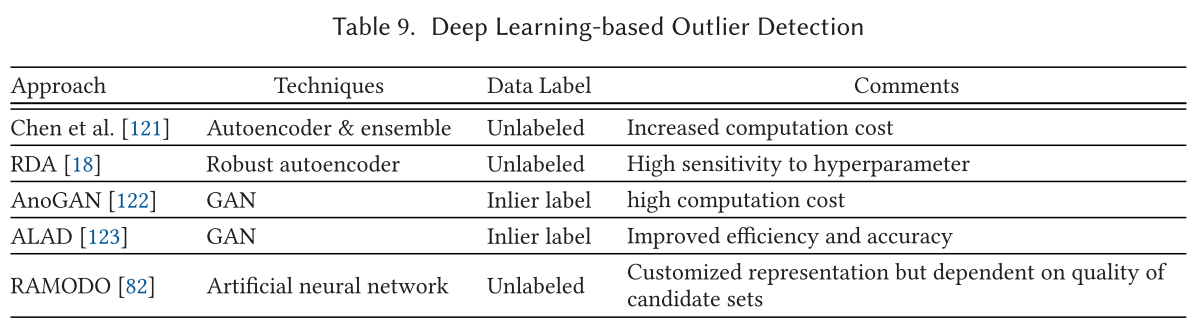 Table 9. Deep Learning-based Outlier Detection
Approach Techniques Data Label Comments
Chen et al. [121] Autoencoder & ensemble Unlabeled Increased computation cost
RDA [18] Robust autoencoder Unlabeled High sensitivity to hyperparameter
AnoGAN [122] GAN Inlier label high computation cost
ALAD [123] GAN Inlier label Improved efficiency and accuracy
RAMODO [82] Artificial neural network Unlabeled Customized representation but dependent on quality of
candidate sets